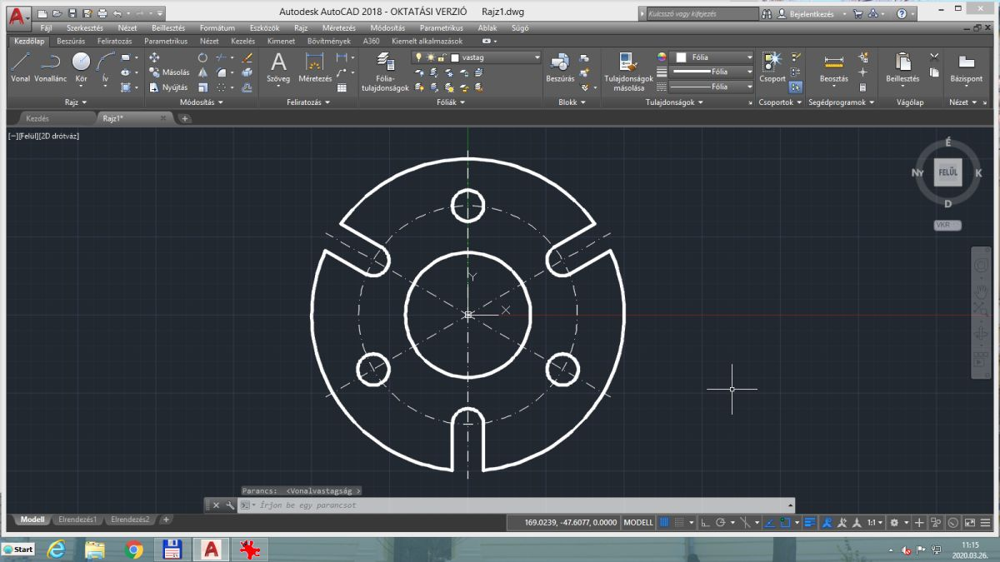 Autodesk AutoCAD 2018 - OKTATÁSI VERZIÓ Rajz1.dwg
Kulcsszó vagy kifejezés
Bejelentkezés
Fájl Szerkesztés Nézet Beillesztés Formátum Eszközök Rajz Méretezés Módosítás Parametrikus Ablak Súgó
Kezdőlap Beszúrás Feliratozás Parametrikus Nézet Kezelés Kimenet Bővítmények A360 Kiemelt alkalmazások
Vonal Vonallánc Kör Ív
Másolás
Nyújtás
Szöveg Méretezés
Fólia-
tulajdonságok
vastag
Beszúrás
Tulajdonságok
másolása
Fólia
Fólia
Fólia
Csoport
Beosztás
Beillesztés
Bázispont
Rajz Módosítás Feliratozás Fóliák Blokk Tulajdonságok Csoportok Segédprogramok Vágólap Nézet
Kezdés Rajz1*
[−][Felül][2D drótváz]
É
Ny FELÜL K
D
VKR
Y
X
Parancs: <Vonalvastagság >
Írjon be egy parancsot
Modell Elrendezés1 Elrendezés2
169.0239, -47.6077, 0.0000 MODELL
1:1
Start
11:15
2020.03.26.